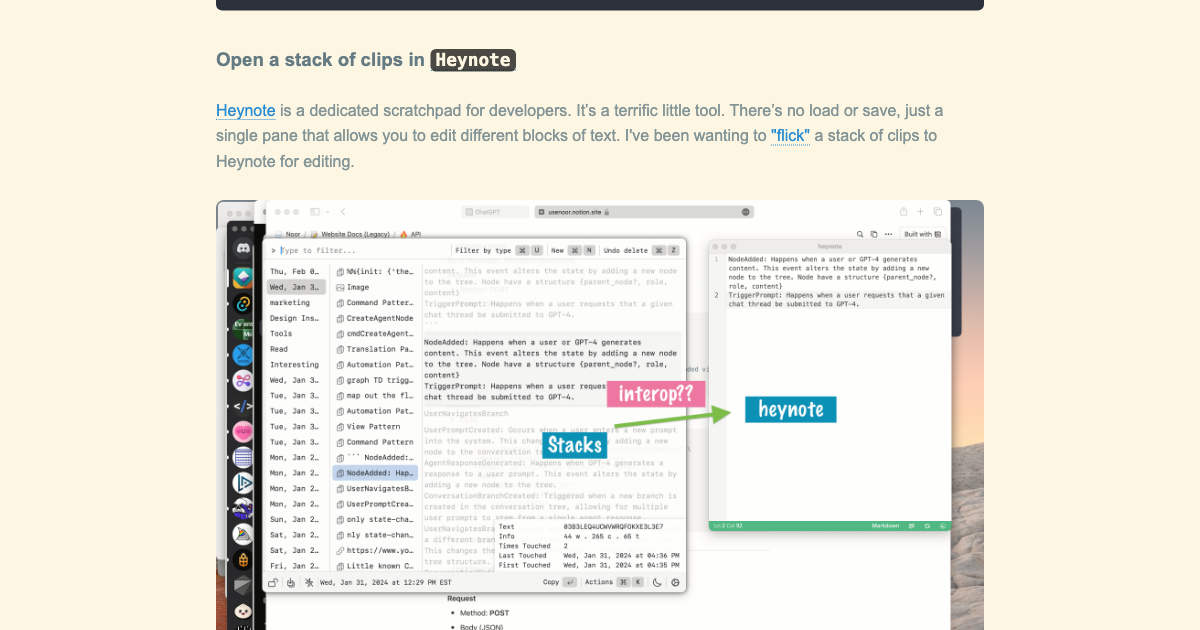 Open a stack of clips in Heynote
Heynote is a dedicated scratchpad for developers. It's a terrific little tool. There’s no load or save, just a
single pane that allows you to edit different blocks of text. I've been wanting to "flick" a stack of clips to
Heynote for editing.
ChatGPT
usenoor.notion.site
Noor / Website Docs (Legacy) / API
Built with
> Type to filter...
Filter by type ⌘ U New ⌘ N Undo delete ⌘ Z
Thu, Feb 0…
Wed, Jan 3…
marketing
Design Ins…
Tools
Read
Interesting
Wed, Jan 3…
Tue, Jan 3…
Tue, Jan 3…
Tue, Jan 3…
Tue, Jan 3…
Mon, Jan 2…
Mon, Jan 2…
Mon, Jan 2…
Mon, Jan 2…
Sun, Jan 2…
Sat, Jan 2…
Sat, Jan 2…
Fri, Jan 2…
%%{init: {'the…
Image
Command Patter…
CreateAgentNode
cmdCreateAgent…
Translation Pa…
Automation Pat…
graph TD trigg…
map out the fl…
Automation Pat…
View Pattern
Command Pattern
``` NodeAdded:…
NodeAdded: Hap…
UserNavigatesB…
UserPromptCrea…
only state-cha…
nly state-chan…
https://www.yo…
Little known C…
content. This event alters the state by adding a new node
to the tree. Node have a structure {parent_node?, role,
content}
TriggerPrompt: Happens when a user requests that a given
chat thread be submitted to GPT-4.
```
NodeAdded: Happens when a user or GPT-4 generates
content. This event alters the state by adding a new node
to the tree. Node have a structure {parent_node?, role,
content}
TriggerPrompt: Happens when a user reques
chat thread be submitted to GPT-4.
UserNavigatesBranch
UserPromptCreated: Occurs when a user enters a new prompt
into the system. This chang by adding a new
node to the conversation t
AgentResponseGenerated: Happens when GPT-4 generates a
response to a user prompt. This event alters the state by
adding a new node to the tree.
ConversationBranchCreated: Triggered when a new branch is
created in the conversation tree, allowing for multiple
user prompts to stem from a single agent response.
UserNavigatesBra
a different bran
This changes the
tree structure.
Text 03B3LEQ4UOWVWRQFOKXE3L3E7
Info 44 w . 265 c . 65 t
Times Touched 2
Last Touched Wed, Jan 31, 2024 at 04:36 PM
First Touched Wed, Jan 31, 2024 at 04:35 PM
Wed, Jan 31, 2024 at 12:29 PM EST
Copy Actions ⌘ K
interop??
Stacks
heynote
heynote
1 NodeAdded: Happens when a user or GPT-4 generates
content. This event alters the state by adding a new node
to the tree. Node have a structure {parent_node?,
role, content}
2 TriggerPrompt: Happens when a user requests that a given
chat thread be submitted to GPT-4.
Ln 2 Col 92
Markdown
ded vi
Request
• Method: POST
• Body (JSON)